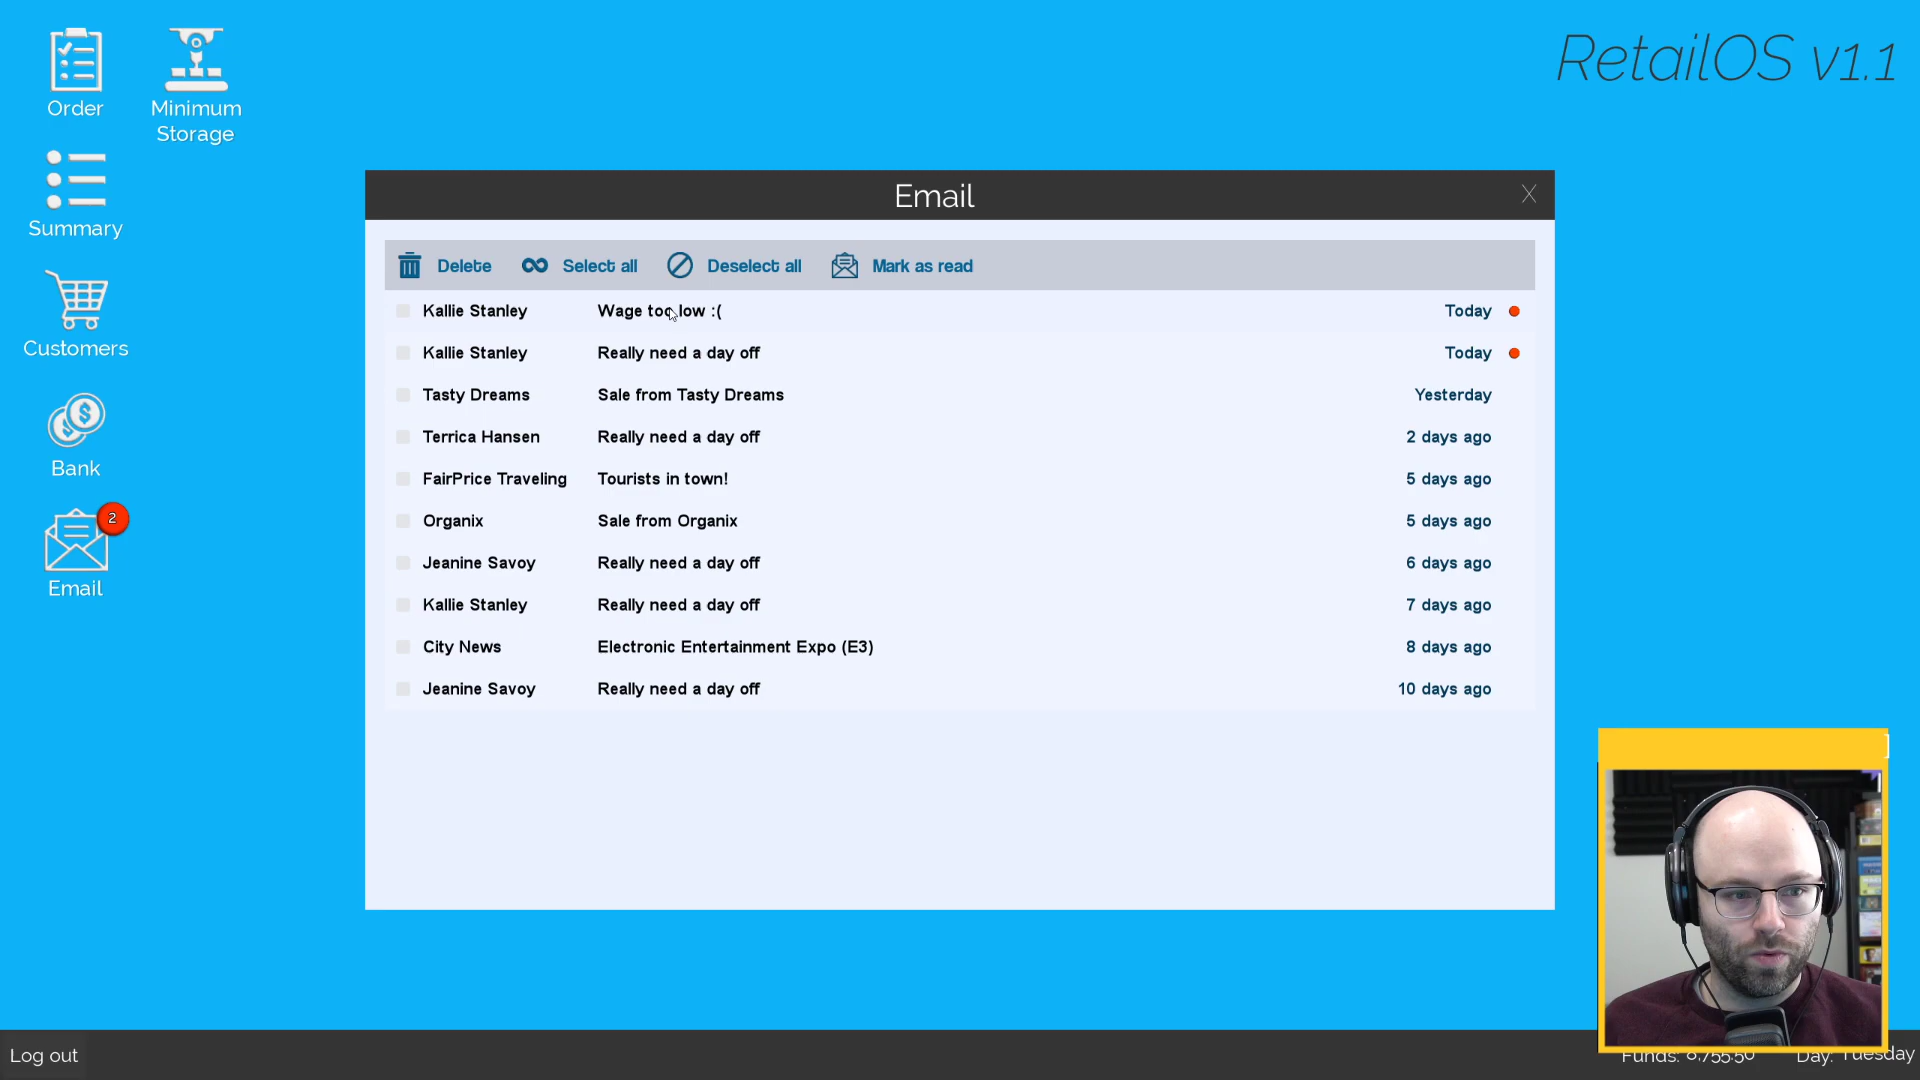 RetailOS v1.1
Order
Minimum
Storage
Summary
Customers
Bank
2
Email
Email
X
Delete
Select all
Deselect all
Mark as read
Kallie Stanley Wage too low :( Today
Kallie Stanley Really need a day off Today
Tasty Dreams Sale from Tasty Dreams Yesterday
Terrica Hansen Really need a day off 2 days ago
FairPrice Traveling Tourists in town! 5 days ago
Organix Sale from Organix 5 days ago
Jeanine Savoy Really need a day off 6 days ago
Kallie Stanley Really need a day off 7 days ago
City News Electronic Entertainment Expo (E3) 8 days ago
Jeanine Savoy Really need a day off 10 days ago
Log out
Funds: 8,755.50 Day: Tuesday